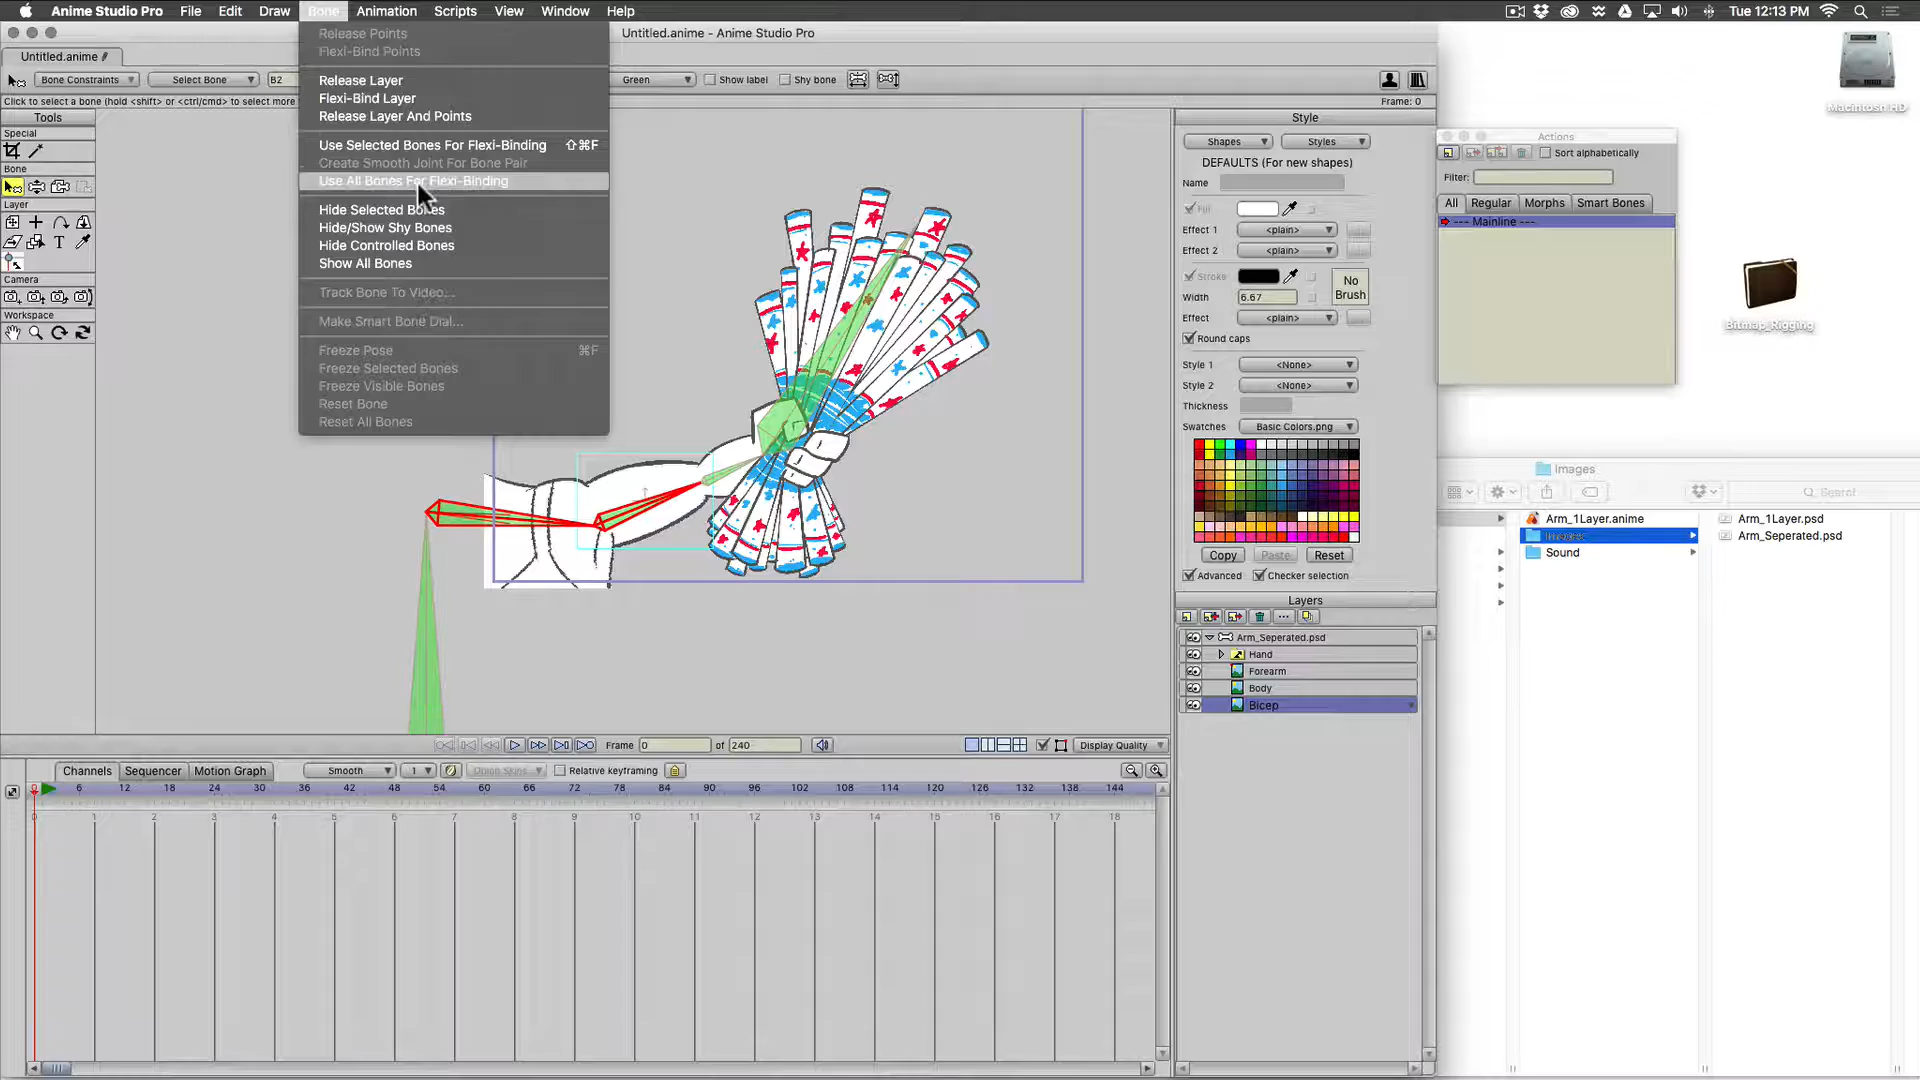 Anime Studio Pro File Edit Draw Bone Animation Scripts View Window Help Tue 12:13 PM
Untitled.anime - Anime Studio Pro
Untitled.anime
Bone Constraints Select Bone B2 Green Show label Shy bone
Click to select a bone (hold <shift> or <ctrl/cmd> to select more
Frame: 0
Release Points
Flexi-Bind Points
Release Layer
Flexi-Bind Layer
Release Layer And Points
Use Selected Bones For Flexi-Binding ⇧⌘F
Create Smooth Joint For Bone Pair
Use All Bones For Flexi-Binding
Hide Selected Bones
Hide/Show Shy Bones
Hide Controlled Bones
Show All Bones
Track Bone To Video...
Make Smart Bone Dial...
Freeze Pose ⌘F
Freeze Selected Bones
Freeze Visible Bones
Reset Bone
Reset All Bones
Tools
Special
Bone
Layer
Camera
Workspace
Style
Shapes Styles
DEFAULTS (For new shapes)
Name
Fill
Effect 1 <plain>
Effect 2 <plain>
Stroke
No Brush
Width 6.67
Effect <plain>
Round caps
Style 1 <None>
Style 2 <None>
Thickness
Swatches Basic Colors.png
Copy Paste Reset
Advanced Checker selection
Layers
Arm_Seperated.psd
Hand
Forearm
Body
Bicep
Actions
Sort alphabetically
Filter:
All Regular Morphs Smart Bones
--- Mainline ---
Macintosh HD
Bitmap_Rigging
Images
Search
Arm_1Layer.anime
Images
Sound
Arm_1Layer.psd
Arm_Seperated.psd
Frame 0 of 240 Display Quality
Channels Sequencer Motion Graph Smooth 1 Onion Skins Relative keyframing
0 6 12 18 24 30 36 42 48 54 60 66 72 78 84 90 96 102 108 114 120 126 132 138 144
0 1 2 3 4 5 6 7 8 9 10 11 12 13 14 15 16 17 18